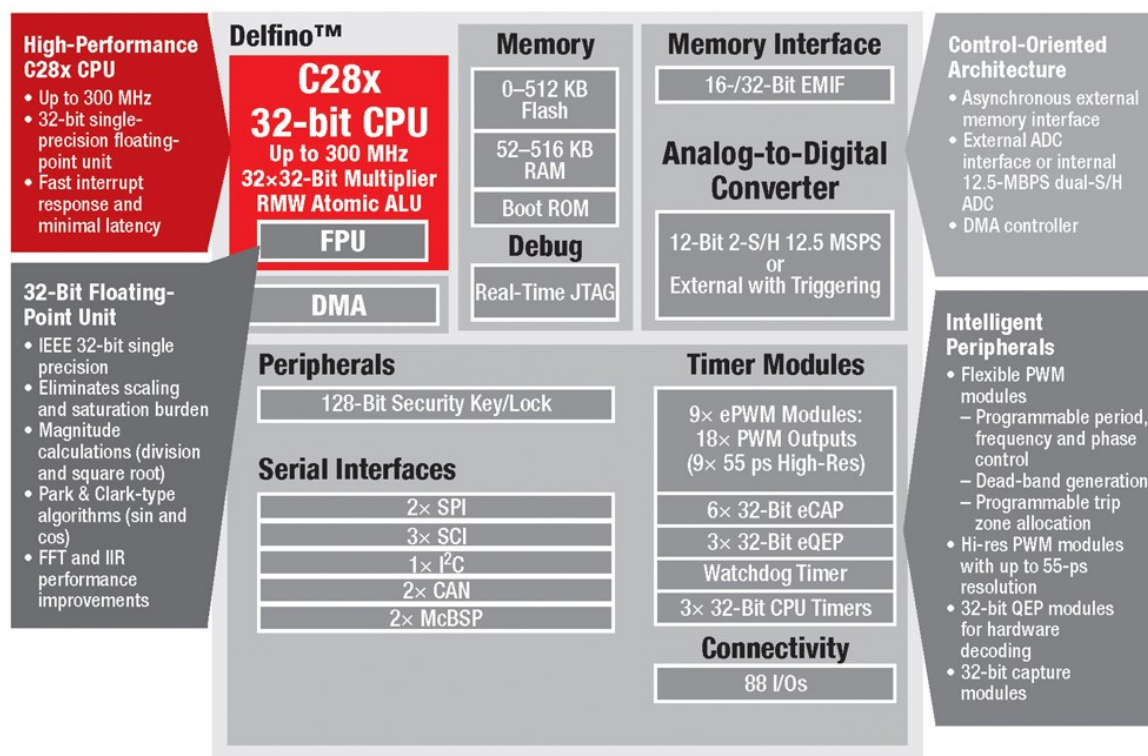 High-Performance
C28x CPU
• Up to 300 MHz
• 32-bit single-
precision floating-
point unit
• Fast interrupt
response and
minimal latency
32-Bit Floating-
Point Unit
• IEEE 32-bit single
precision
• Eliminates scaling
and saturation burden
• Magnitude
calculations (division
and square root)
• Park & Clark-type
algorithms (sin and
cos)
• FFT and IIR
performance
improvements
Delfino™
C28x
32-bit CPU
Up to 300 MHz
32×32-Bit Multiplier
RMW Atomic ALU
FPU
DMA
Memory
0–512 KB
Flash
52–516 KB
RAM
Boot ROM
Debug
Real-Time JTAG
Memory Interface
16-/32-Bit EMIF
Analog-to-Digital
Converter
12-Bit 2-S/H 12.5 MSPS
or
External with Triggering
Peripherals
128-Bit Security Key/Lock
Serial Interfaces
2× SPI
3× SCI
1× I²C
2× CAN
2× McBSP
Timer Modules
9× ePWM Modules:
18× PWM Outputs
(9× 55 ps High-Res)
6× 32-Bit eCAP
3× 32-Bit eQEP
Watchdog Timer
3× 32-Bit CPU Timers
Connectivity
88 I/Os
Control-Oriented
Architecture
• Asynchronous external
memory interface
• External ADC
interface or internal
12.5-MBPS dual-S/H
ADC
• DMA controller
Intelligent
Peripherals
• Flexible PWM
modules
– Programmable period,
frequency and phase
control
– Dead-band generation
– Programmable trip
zone allocation
• Hi-res PWM modules
with up to 55-ps
resolution
• 32-bit QEP modules
for hardware
decoding
• 32-bit capture
modules